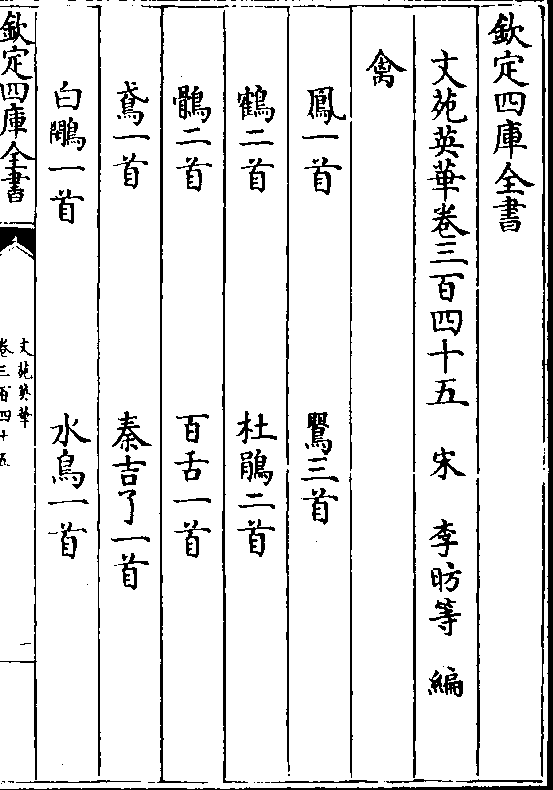 欽定四庫全書
文苑英華卷三百四十五 宋 李昉等 編
禽
鳳一首 鸎三首
鶴二首 杜鵑二首
鶻二首 百舌一首
鳶一首 秦吉了一首
白鵰一首 水鳥一首
欽定四庫全書
文苑英華
卷三百四十五
一